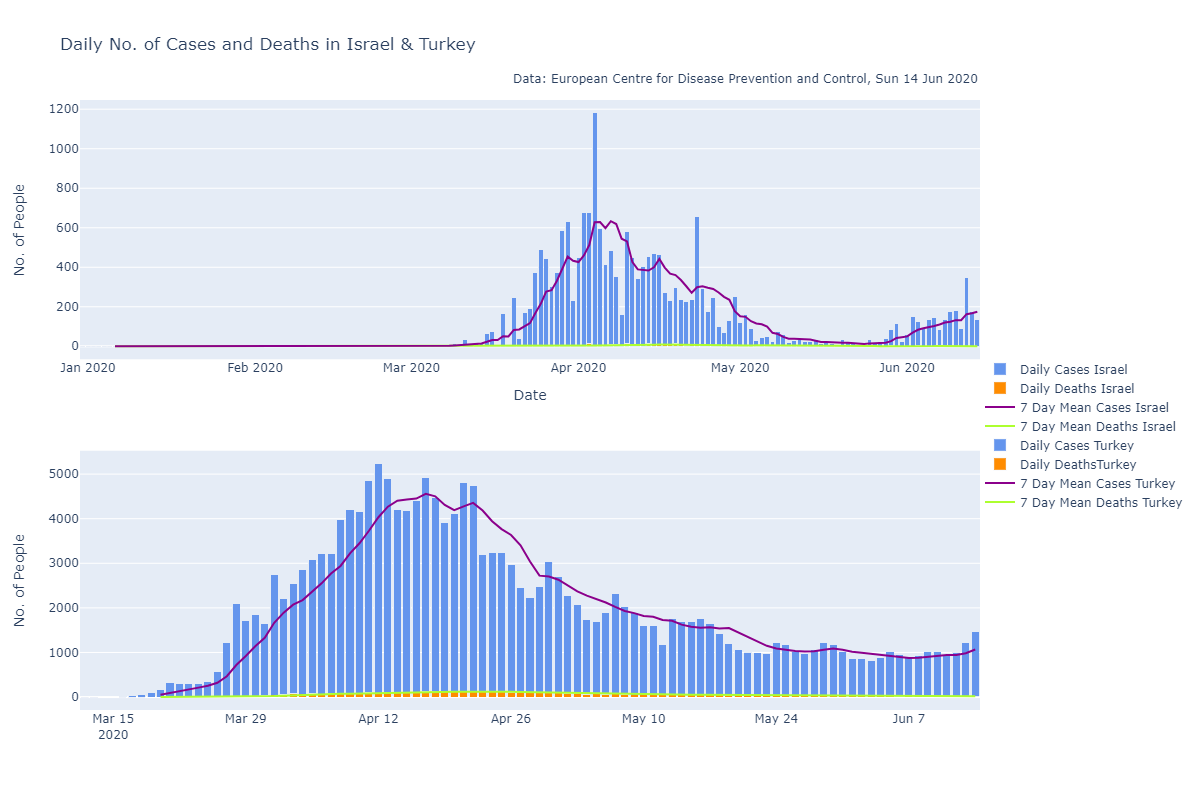 Daily No. of Cases and Deaths in Israel & Turkey
Data: European Centre for Disease Prevention and Control, Sun 14 Jun 2020
No. of People
1200
1000
800
600
400
200
0
Jan 2020 Feb 2020 Mar 2020 Apr 2020 May 2020 Jun 2020
Date
Daily Cases Israel
Daily Deaths Israel
7 Day Mean Cases Israel
7 Day Mean Deaths Israel
Daily Cases Turkey
Daily DeathsTurkey
7 Day Mean Cases Turkey
7 Day Mean Deaths Turkey
No. of People
5000
4000
3000
2000
1000
0
Mar 15 Mar 29 Apr 12 Apr 26 May 10 May 24 Jun 7
2020